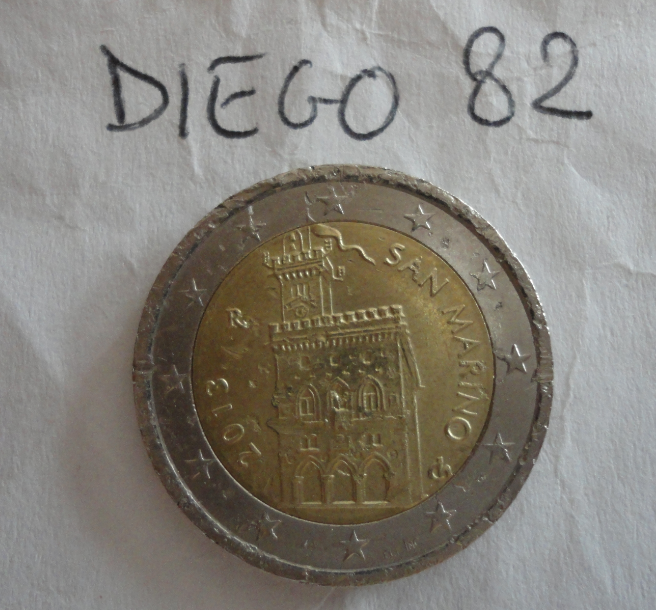 DIEGO 82
SAN MARINO
R
2013